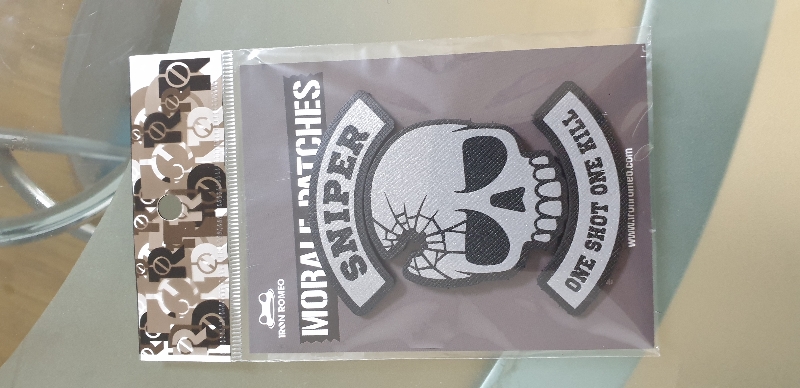 IRON ROMEO
MORALE PATCHES
SNIPER
ONE SHOT ONE KILL
www.ironromeo.com